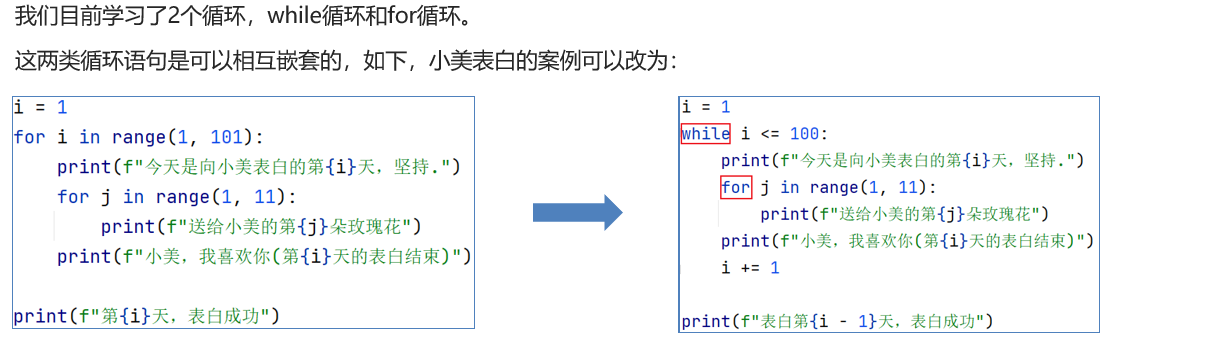 我们目前学习了2个循环，while循环和for循环。
这两类循环语句是可以相互嵌套的，如下，小美表白的案例可以改为：
i = 1
for i in range(1, 101):
    print(f"今天是向小美表白的第{i}天，坚持.")
    for j in range(1, 11):
        print(f"送给小美的第{j}朵玫瑰花")
    print(f"小美，我喜欢你(第{i}天的表白结束)")
print(f"第{i}天，表白成功")
i = 1
while i <= 100:
    print(f"今天是向小美表白的第{i}天，坚持.")
    for j in range(1, 11):
        print(f"送给小美的第{j}朵玫瑰花")
    print(f"小美，我喜欢你(第{i}天的表白结束)")
    i += 1
print(f"表白第{i - 1}天，表白成功")